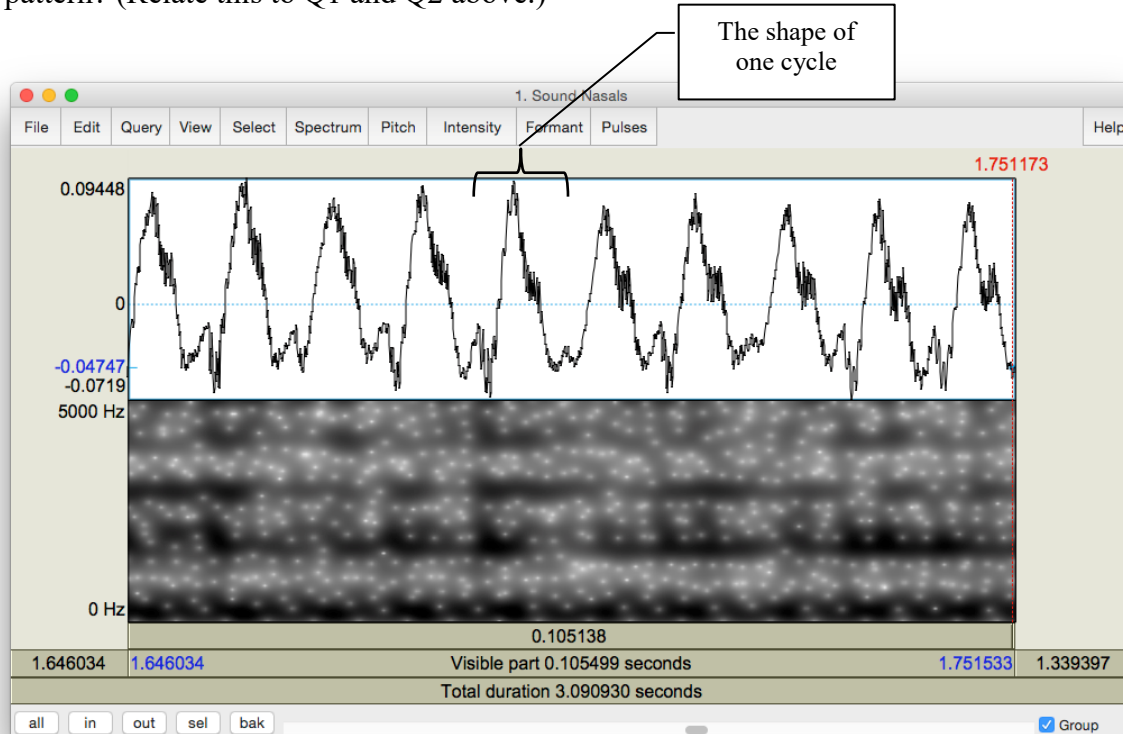 pattern? (Relate this to Q1 and Q2 above.)
The shape of
one cycle
1. Sound Nasals
File Edit Query View Select Spectrum Pitch Intensity Formant Pulses Help
1.751173
0.09448
0
-0.04747
-0.0719
5000 Hz
0 Hz
0.105138
1.646034 1.646034 Visible part 0.105499 seconds 1.751533 1.339397
Total duration 3.090930 seconds
all in out sel bak Group